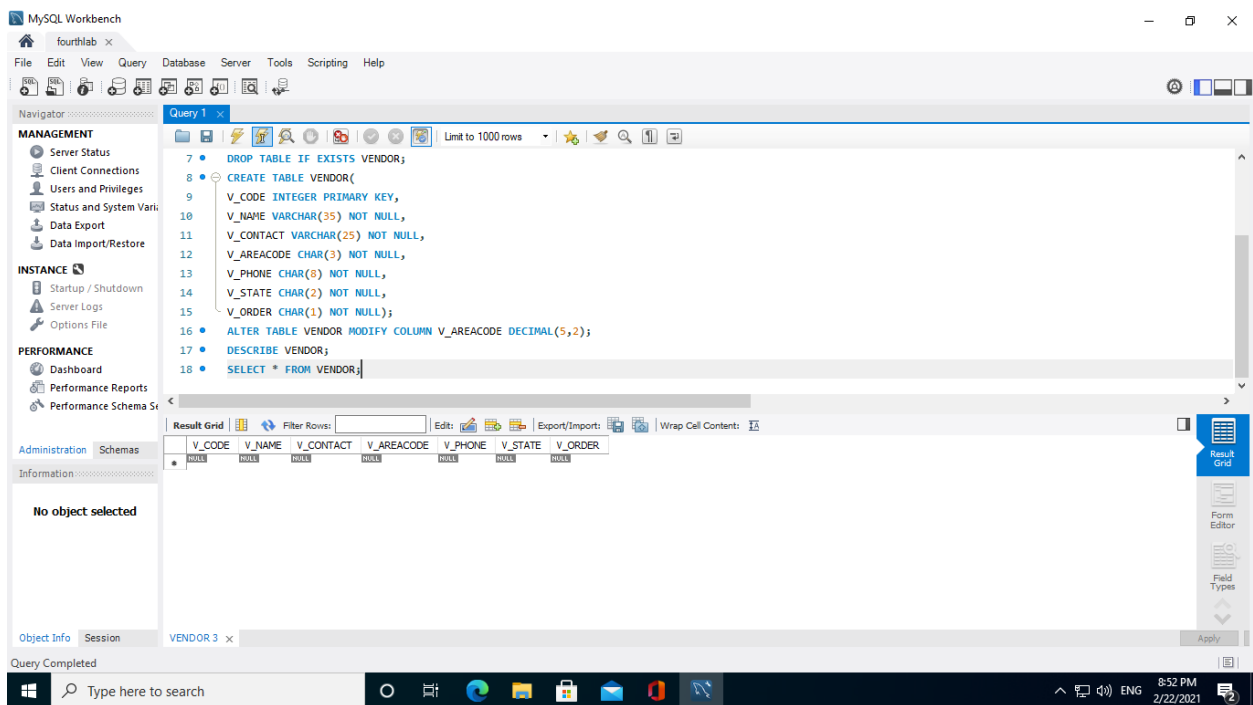 MySQL Workbench
fourthlab
File Edit View Query Database Server Tools Scripting Help
Navigator
Query 1
MANAGEMENT
Server Status
Client Connections
Users and Privileges
Status and System Varia
Data Export
Data Import/Restore
INSTANCE
Startup / Shutdown
Server Logs
Options File
PERFORMANCE
Dashboard
Performance Reports
Performance Schema Se
Administration Schemas
Information
No object selected
Object Info Session
Limit to 1000 rows
7 DROP TABLE IF EXISTS VENDOR;
8 CREATE TABLE VENDOR(
9 V_CODE INTEGER PRIMARY KEY,
10 V_NAME VARCHAR(35) NOT NULL,
11 V_CONTACT VARCHAR(25) NOT NULL,
12 V_AREACODE CHAR(3) NOT NULL,
13 V_PHONE CHAR(8) NOT NULL,
14 V_STATE CHAR(2) NOT NULL,
15 V_ORDER CHAR(1) NOT NULL);
16 ALTER TABLE VENDOR MODIFY COLUMN V_AREACODE DECIMAL(5,2);
17 DESCRIBE VENDOR;
18 SELECT * FROM VENDOR;
Result Grid Filter Rows: Edit: Export/Import: Wrap Cell Content: IA
V_CODE V_NAME V_CONTACT V_AREACODE V_PHONE V_STATE V_ORDER
NULL NULL NULL NULL NULL NULL NULL
Result
Grid
Form
Editor
Field
Types
VENDOR 3
Apply
Query Completed
Type here to search
ENG
8:52 PM
2/22/2021
2